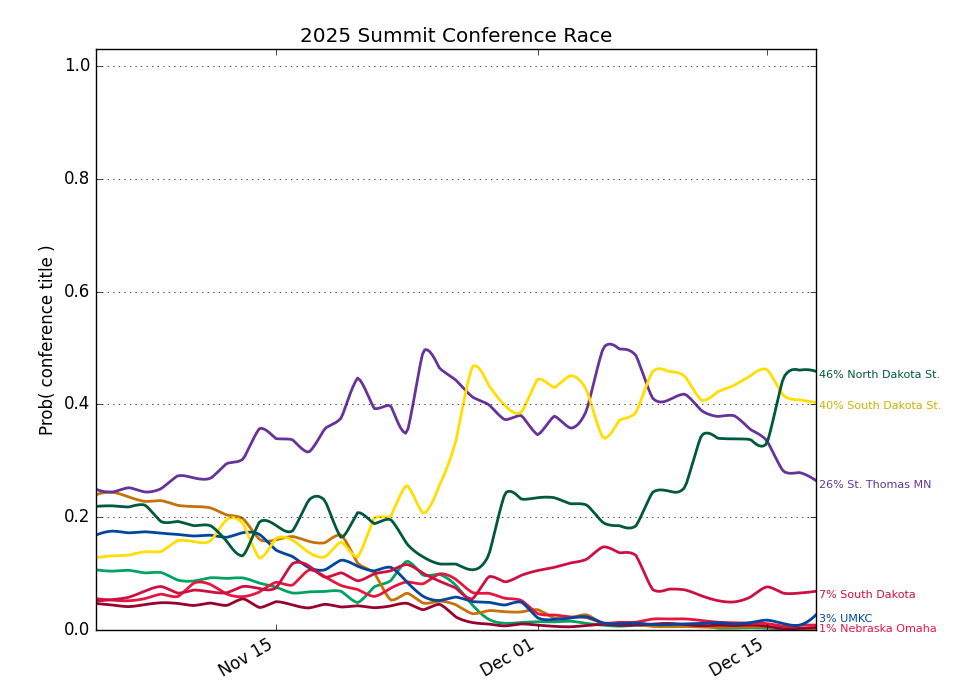 2025 Summit Conference Race
Prob( conference title )
1.0
0.8
0.6
0.4
0.2
0.0
Nov 15
Dec 01
Dec 15
46% North Dakota St.
40% South Dakota St.
26% St. Thomas MN
7% South Dakota
3% UMKC
1% Nebraska Omaha